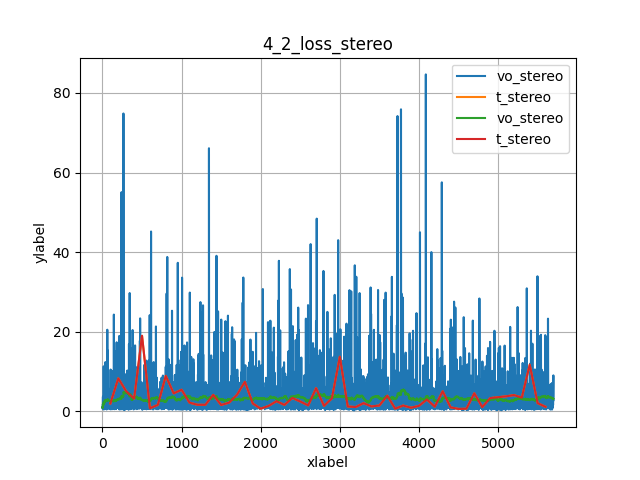 4_2_loss_stereo
vo_stereo
t_stereo
vo_stereo
t_stereo
80
60
40
20
0
ylabel
0 1000 2000 3000 4000 5000
xlabel